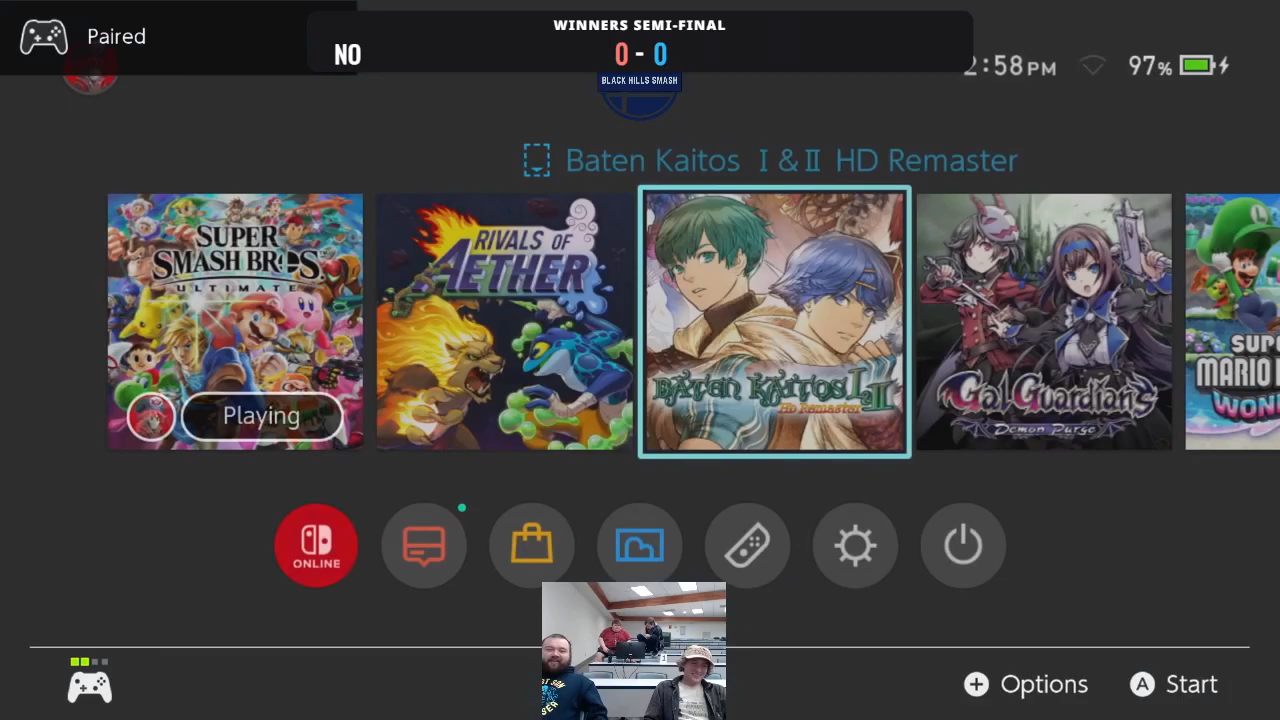 Paired
WINNERS SEMI-FINAL
NO
0 - 0
BLACK HILLS SMASH
2:58 PM
97%
Baten Kaitos I & II HD Remaster
SUPER
SMASH BROS.
ULTIMATE
Playing
RIVALS OF
AETHER
BATEN KAITOS I & II
HD Remaster
Gal Guardians
Demon Purge
SUP
MARIO
WON
ONLINE
Options
A
Start